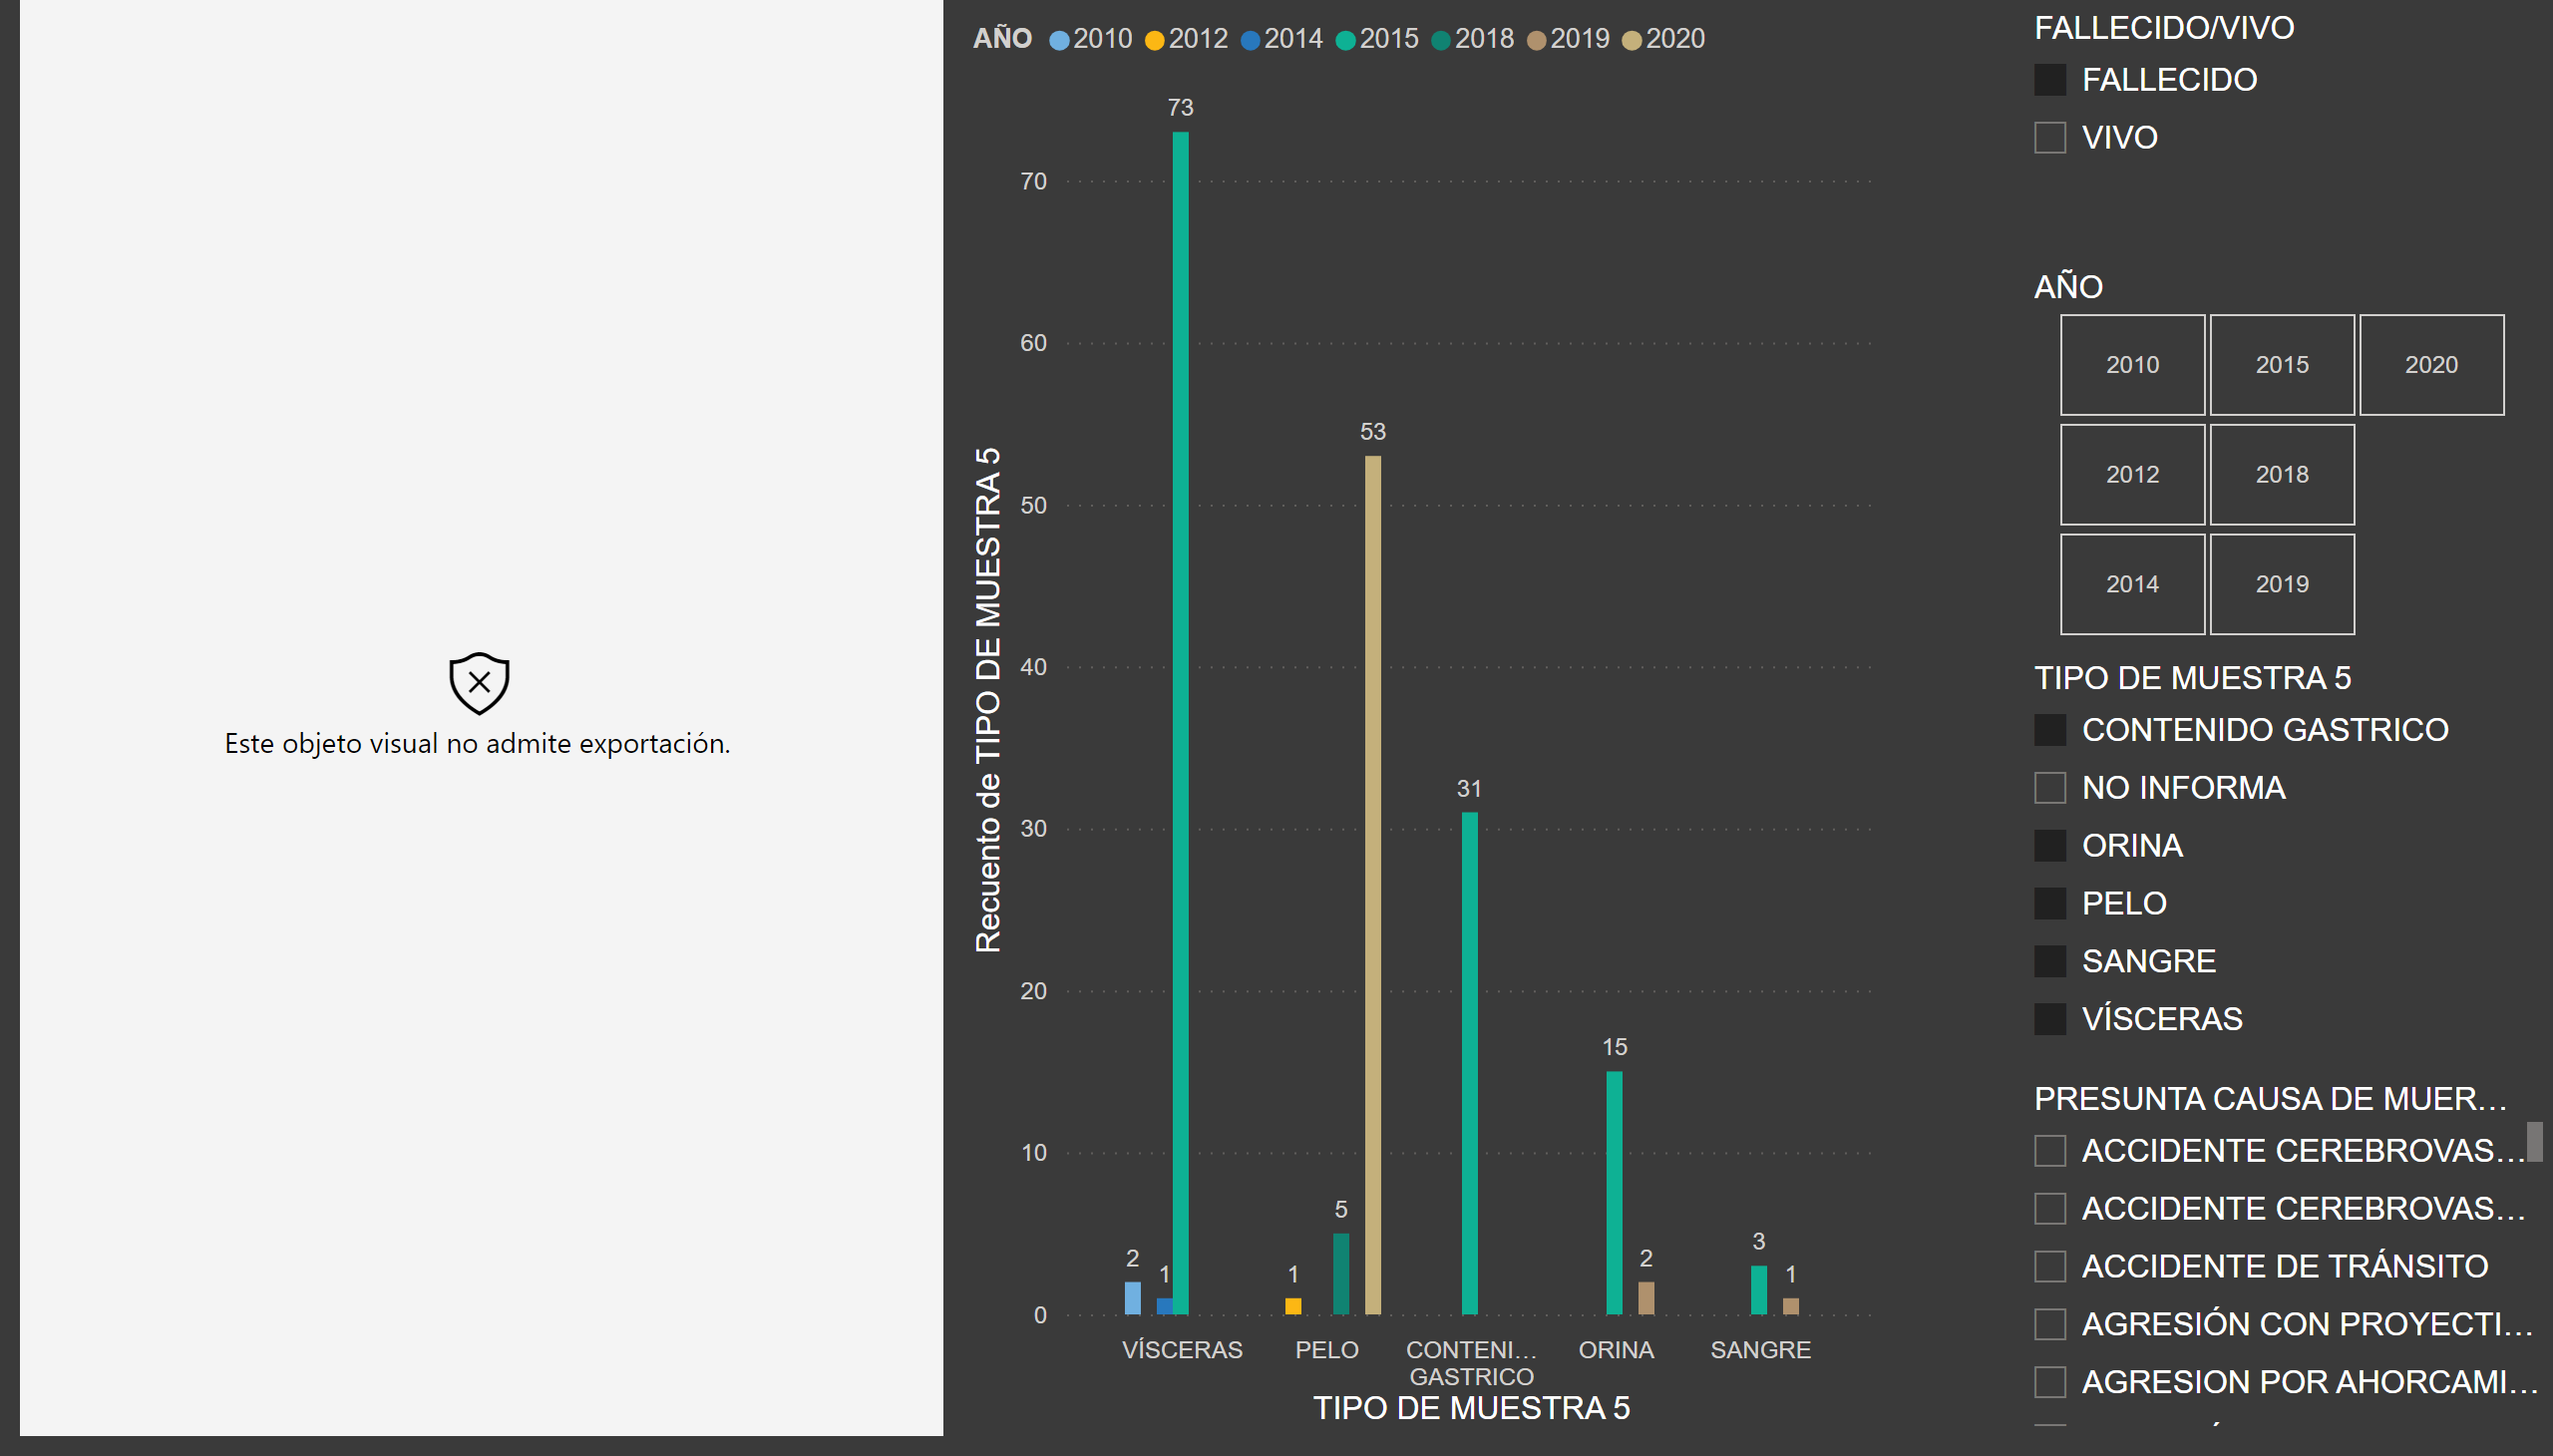 Este objeto visual no admite exportación.
AÑO 2010 2012 2014 2015 2018 2019 2020
Recuento de TIPO DE MUESTRA 5
70
60
50
40
30
20
10
0
73
2
1
1
5
53
31
15
2
3
1
VÍSCERAS
PELO
CONTENI...
GASTRICO
ORINA
SANGRE
TIPO DE MUESTRA 5
FALLECIDO/VIVO
FALLECIDO
VIVO
AÑO
2010 2015 2020
2012 2018
2014 2019
TIPO DE MUESTRA 5
CONTENIDO GASTRICO
NO INFORMA
ORINA
PELO
SANGRE
VÍSCERAS
PRESUNTA CAUSA DE MUER...
ACCIDENTE CEREBROVAS...
ACCIDENTE CEREBROVAS...
ACCIDENTE DE TRÁNSITO
AGRESIÓN CON PROYECTI...
AGRESION POR AHORCAMI...